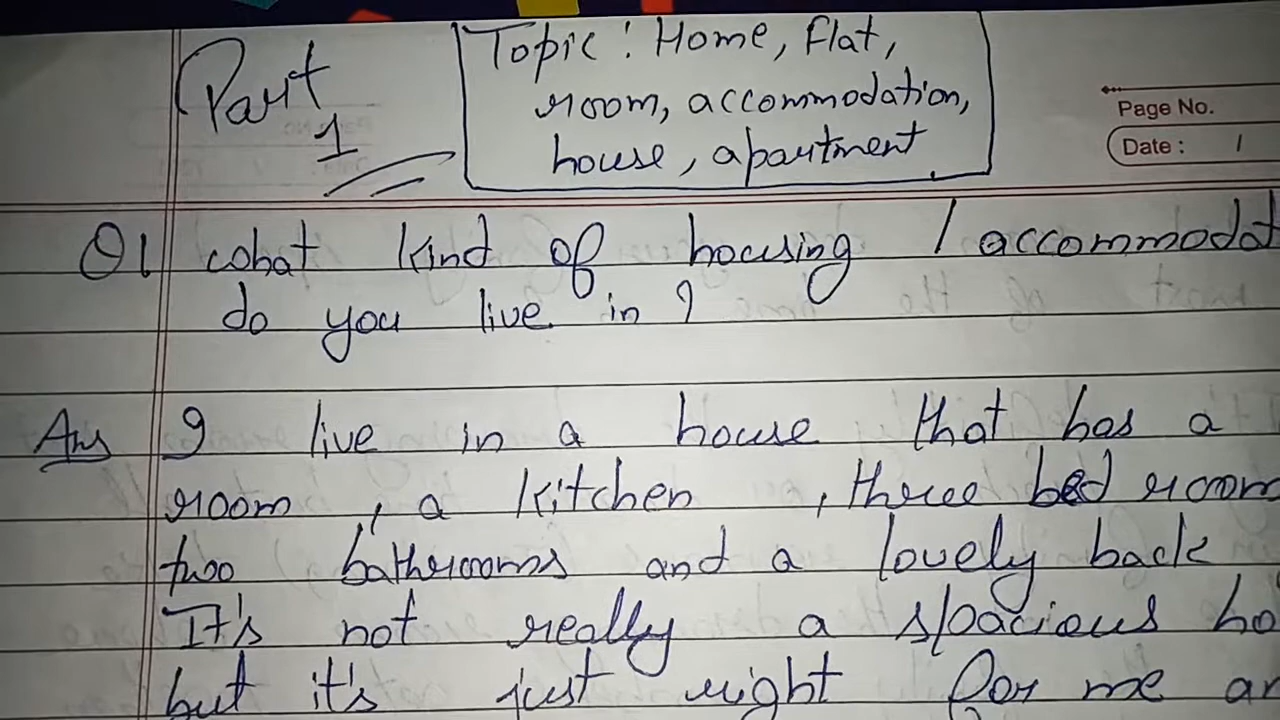 Part 1
Topic : Home, flat,
room, accommodation,
house, apartment
Page No.
Date : /
Q1 What kind of housing / accommodat
do you live in ?
Ans I live in a house that has a
room, a kitchen, three bed room
two bathrooms and a lovely back
It's not really a spacious ho
but it's just right for me an